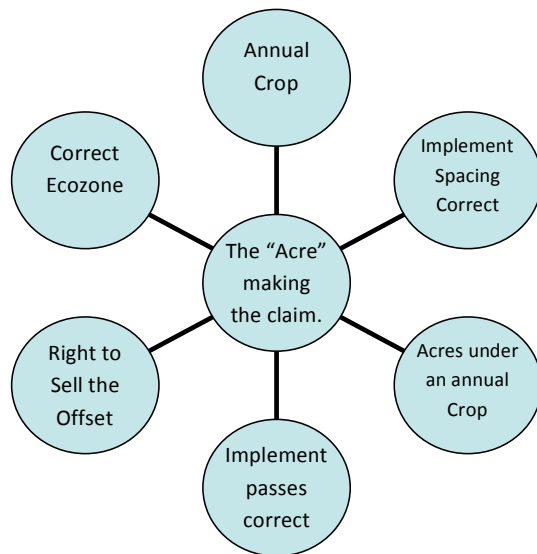 Annual
Crop
Correct
Ecozone
Implement
Spacing
Correct
The “Acre”
making
the claim.
Right to
Sell the
Offset
Acres under
an annual
Crop
Implement
passes
correct